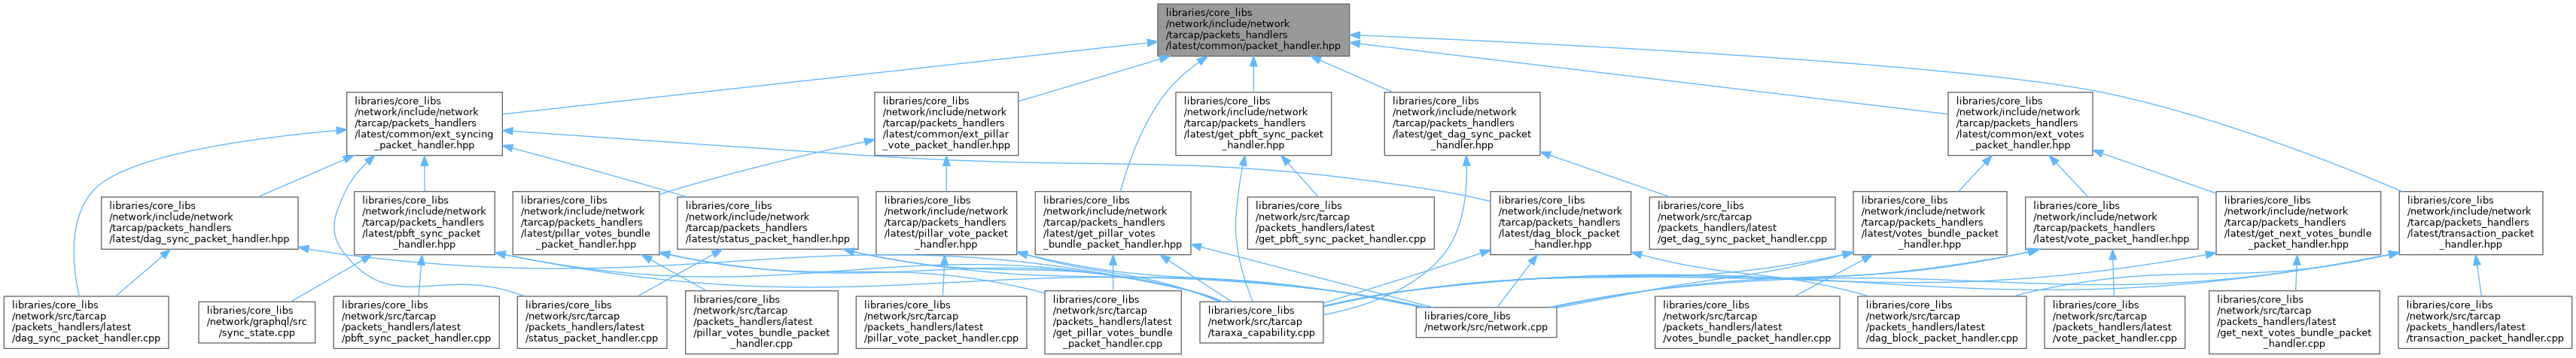 libraries/core_libs
/network/include/network
/tarcap/packets_handlers
/latest/common/packet_handler.hpp
libraries/core_libs
/network/include/network
/tarcap/packets_handlers
/latest/common/ext_syncing
_packet_handler.hpp
libraries/core_libs
/network/include/network
/tarcap/packets_handlers
/latest/common/ext_pillar
_vote_packet_handler.hpp
libraries/core_libs
/network/include/network
/tarcap/packets_handlers
/latest/get_pbft_sync_packet
_handler.hpp
libraries/core_libs
/network/include/network
/tarcap/packets_handlers
/latest/get_dag_sync_packet
_handler.hpp
libraries/core_libs
/network/include/network
/tarcap/packets_handlers
/latest/common/ext_votes
_packet_handler.hpp
libraries/core_libs
/network/include/network
/tarcap/packets_handlers
/latest/dag_sync_packet_handler.hpp
libraries/core_libs
/network/include/network
/tarcap/packets_handlers
/latest/pbft_sync_packet
_handler.hpp
libraries/core_libs
/network/include/network
/tarcap/packets_handlers
/latest/pillar_votes_bundle
_packet_handler.hpp
libraries/core_libs
/network/include/network
/tarcap/packets_handlers
/latest/status_packet_handler.hpp
libraries/core_libs
/network/include/network
/tarcap/packets_handlers
/latest/pillar_vote_packet
_handler.hpp
libraries/core_libs
/network/include/network
/tarcap/packets_handlers
/latest/get_pillar_votes
_bundle_packet_handler.hpp
libraries/core_libs
/network/src/tarcap
/packets_handlers/latest
/get_pbft_sync_packet_handler.cpp
libraries/core_libs
/network/include/network
/tarcap/packets_handlers
/latest/dag_block_packet
_handler.hpp
libraries/core_libs
/network/src/tarcap
/packets_handlers/latest
/get_dag_sync_packet_handler.cpp
libraries/core_libs
/network/include/network
/tarcap/packets_handlers
/latest/votes_bundle_packet
_handler.hpp
libraries/core_libs
/network/include/network
/tarcap/packets_handlers
/latest/vote_packet_handler.hpp
libraries/core_libs
/network/include/network
/tarcap/packets_handlers
/latest/get_next_votes_bundle
_packet_handler.hpp
libraries/core_libs
/network/include/network
/tarcap/packets_handlers
/latest/transaction_packet
_handler.hpp
libraries/core_libs
/network/src/tarcap
/packets_handlers/latest
/dag_sync_packet_handler.cpp
libraries/core_libs
/network/graphql/src
/sync_state.cpp
libraries/core_libs
/network/src/tarcap
/packets_handlers/latest
/pbft_sync_packet_handler.cpp
libraries/core_libs
/network/src/tarcap
/packets_handlers/latest
/status_packet_handler.cpp
libraries/core_libs
/network/src/tarcap
/packets_handlers/latest
/pillar_votes_bundle_packet
_handler.cpp
libraries/core_libs
/network/src/tarcap
/packets_handlers/latest
/pillar_vote_packet_handler.cpp
libraries/core_libs
/network/src/tarcap
/packets_handlers/latest
/get_pillar_votes_bundle
_packet_handler.cpp
libraries/core_libs
/network/src/tarcap
/taraxa_capability.cpp
libraries/core_libs
/network/src/network.cpp
libraries/core_libs
/network/src/tarcap
/packets_handlers/latest
/votes_bundle_packet_handler.cpp
libraries/core_libs
/network/src/tarcap
/packets_handlers/latest
/dag_block_packet_handler.cpp
libraries/core_libs
/network/src/tarcap
/packets_handlers/latest
/vote_packet_handler.cpp
libraries/core_libs
/network/src/tarcap
/packets_handlers/latest
/get_next_votes_bundle_packet
_handler.cpp
libraries/core_libs
/network/src/tarcap
/packets_handlers/latest
/transaction_packet_handler.cpp